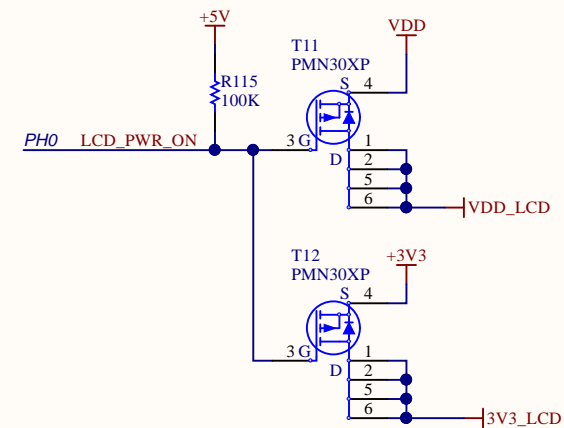 +5V
R115
100K
PH0
LCD_PWR_ON
T11
PMN30XP
VDD
S
4
3
G
D
1
2
5
6
VDD_LCD
T12
PMN30XP
+3V3
S
4
3
G
D
1
2
5
6
3V3_LCD